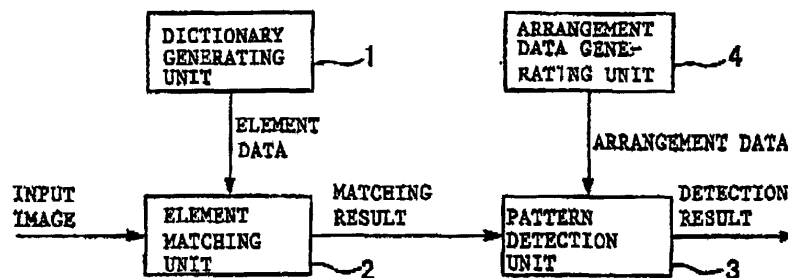 DICTIONARY
GENERATING
UNIT
1
ARRANGEMENT
DATA GENE-
RATING UNIT
4
ELEMENT
DATA
ARRANGEMENT DATA
INPUT
IMAGE
ELEMENT
MATCHING
UNIT
2
MATCHING
RESULT
PATTERN
DETECTION
UNIT
3
DETECTION
RESULT